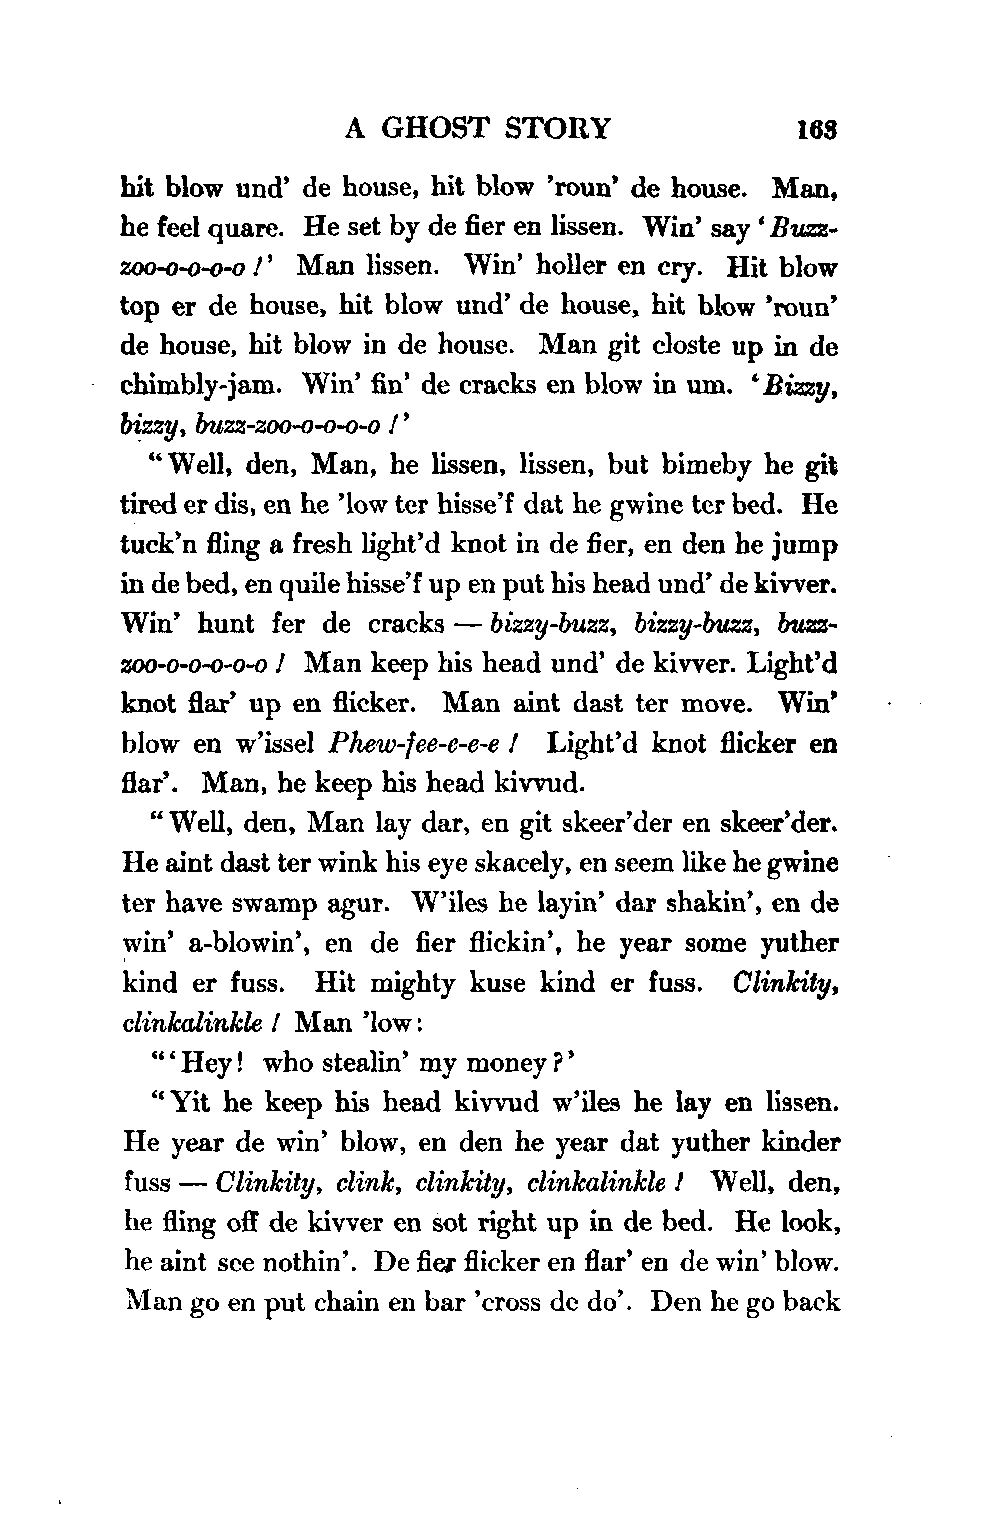 A GHOST STORY 163
hit blow und' de house, hit blow 'roun' de house. Man,
he feel quare. He set by de fier en lissen. Win' say 'Buzz-
zoo-o-o-o-o!' Man lissen. Win' holler en cry. Hit blow
top er de house, hit blow und' de house, hit blow 'roun'
de house, hit blow in de house. Man git closte up in de
chimbly-jam. Win' fin' de cracks en blow in um. 'Bizzy,
bizzy, buzz-zoo-o-o-o-o!'
"Well, den, Man, he lissen, lissen, but bimeby he git
tired er dis, en he 'low ter hisse'f dat he gwine ter bed. He
tuck'n fling a fresh light'd knot in de fier, en den he jump
in de bed, en quile hisse'f up en put his head und' de kivver.
Win' hunt fer de cracks — bizzy-buzz, bizzy-buzz, buzz-
zoo-o-o-o-o-o! Man keep his head und' de kivver. Light'd
knot flar' up en flicker. Man aint dast ter move. Win'
blow en w'issel Phew-fee-e-e-e! Light'd knot flicker en
flar'. Man, he keep his head kivvud.
"Well, den, Man lay dar, en git skeer'der en skeer'der.
He aint dast ter wink his eye skacely, en seem like he gwine
ter have swamp agur. W'iles he layin' dar shakin', en de
win' a-blowin', en de fier flickin', he year some yuther
kind er fuss. Hit mighty kuse kind er fuss. Clinkity,
clinkalinkle! Man 'low:
"'Hey! who stealin' my money?'
"Yit he keep his head kivvud w'iles he lay en lissen.
He year de win' blow, en den he year dat yuther kinder
fuss — Clinkity, clink, clinkity, clinkalinkle! Well, den,
he fling off de kivver en sot right up in de bed. He look,
he aint see nothin'. De fier flicker en flar' en de win' blow.
Man go en put chain en bar 'cross de do'. Den he go back